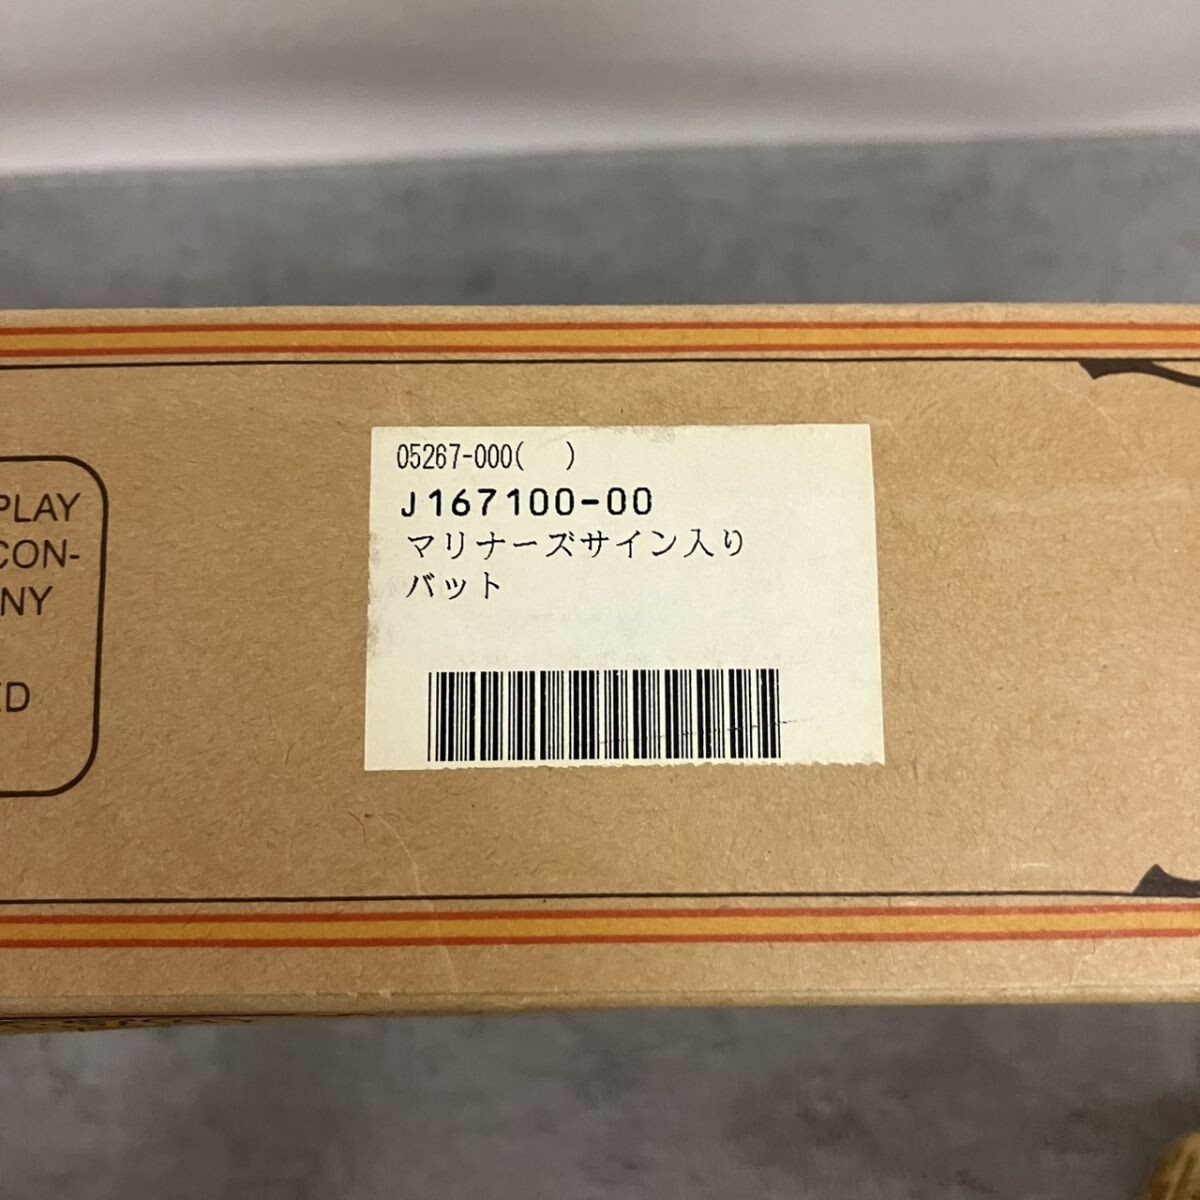 PLAY
CON-
NY
ED
05267-000(   )
J167100-00
マリナーズサイン入り
バット